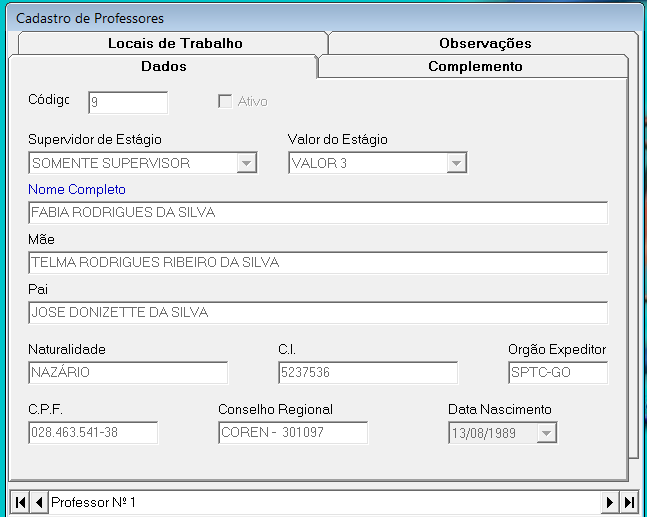 Cadastro de Professores
Locais de Trabalho Observações
Dados Complemento
Código 9 Ativo
Supervidor de Estágio Valor do Estágio
SOMENTE SUPERVISOR VALOR 3
Nome Completo
FABIA RODRIGUES DA SILVA
Mãe
TELMA RODRIGUES RIBEIRO DA SILVA
Pai
JOSE DONIZETTE DA SILVA
Naturalidade C.I. Orgão Expeditor
NAZÁRIO 5237536 SPTC-GO
C.P.F. Conselho Regional Data Nascimento
028.463.541-38 COREN - 301097 13/08/1989
Professor Nº 1